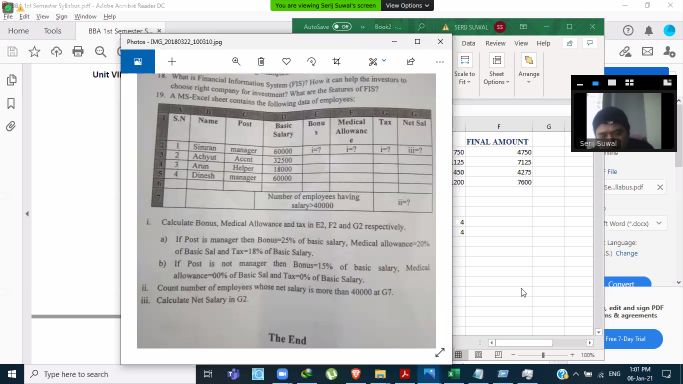 BBA 1st Semester Syllabus.pdf - Adobe Acrobat Reader DC
You are viewing Serij Suwal's screen
View Options
File Edit View Sign Window Help
AutoSave Off
Book2
SERIJ SUWAL
Home
Tools
BBA 1st Semester
Photos - IMG_20180322_100310.jpg
Data
Review
View
Help
Scale to Fit
Sheet Options
Arrange
Unit VI
18. What is Financial Information System (FIS)? How it can help the investors to
choose right company for investment? What are the features of FIS?
19. A MS-Excel sheet contains the following data of employees:
S.N Name Post Basic Salary Bonus Medical Allowance Tax Net Sal
1 Simran manager 60000 i=? i=? i=? iii=?
2 Achyut Accnt 32500
3 Arun Helper 18000
4 Dinesh manager 60000
Number of employees having salary>40000 ii=?
i. Calculate Bonus, Medical Allowance and tax in E2, F2 and G2 respectively.
a) If Post is manager then Bonus=25% of basic salary, Medical allowance=20%
of Basic Sal and Tax=18% of Basic Salary.
b) If Post is not manager then Bonus=15% of basic salary, Medical
allowance=00% of Basic Sal and Tax=0% of Basic Salary.
ii. Count number of employees whose net salary is more than 40000 at G7.
iii. Calculate Net Salary in G2.
The End
F
G
FINAL AMOUNT
750 4750
125 7125
450 4275
200 7600
4
4
Serij Suwal
File
Se...llabus.pdf
ft Word (*.docx)
Language:
Change
Convert
, edit and sign PDF
ms & agreements
Free 7-Day Trial
100%
Type here to search
ENG
1:01 PM
06-Jan-21